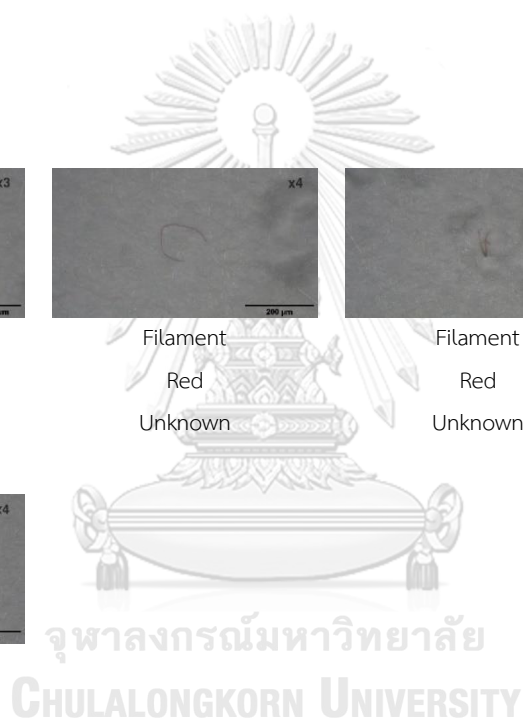 x3
x4
200 µm
Filament
Filament
Red
Red
Unknown
Unknown
x4
จุฬาลงกรณ์มหาวิทยาลัย
CHULALONGKORN UNIVERSITY